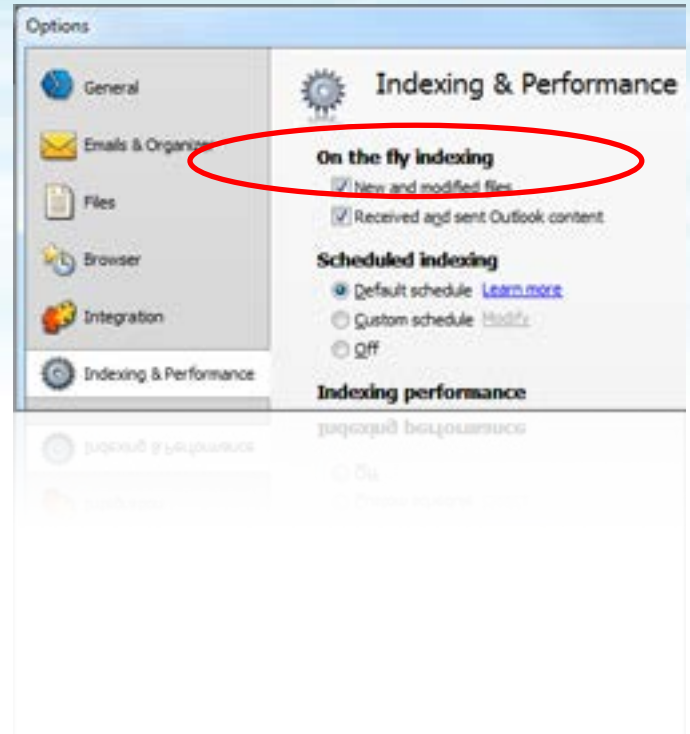 Options
General
Emails & Organizer
Files
Browser
Integration
Indexing & Performance
Indexing & Performance
On the fly indexing
New and modified files
Received and sent Outlook content
Scheduled indexing
Default schedule Learn more
Custom schedule Modify
Off
Indexing performance